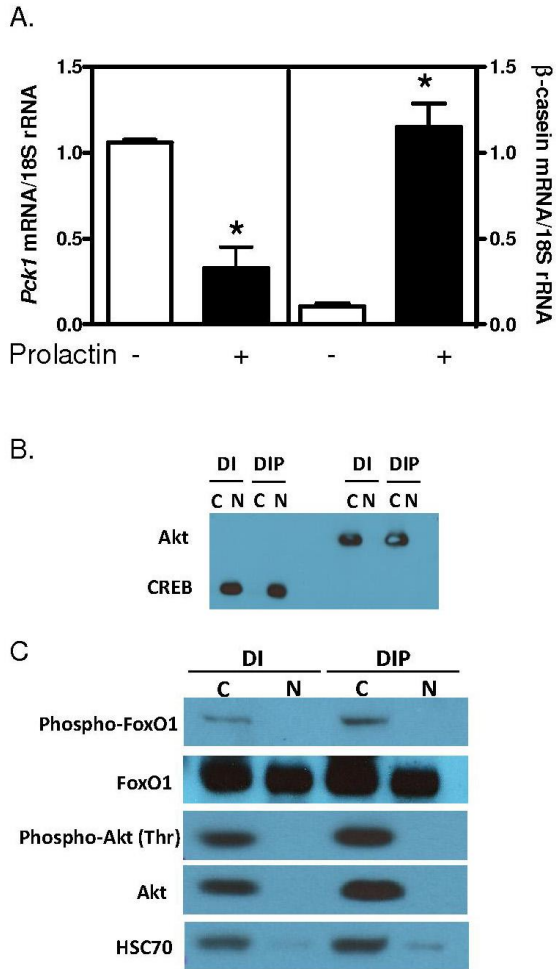 A.
Pck1 mRNA/18S rRNA
1.5
1.0
0.5
0.0
*
*
1.5
1.0
0.5
0.0
β-casein mRNA/18S rRNA
Prolactin - + - +
B.
DI DIP DI DIP
C N C N C N C N
Akt
CREB
C
DI DIP
C N C N
Phospho-FoxO1
FoxO1
Phospho-Akt (Thr)
Akt
HSC70